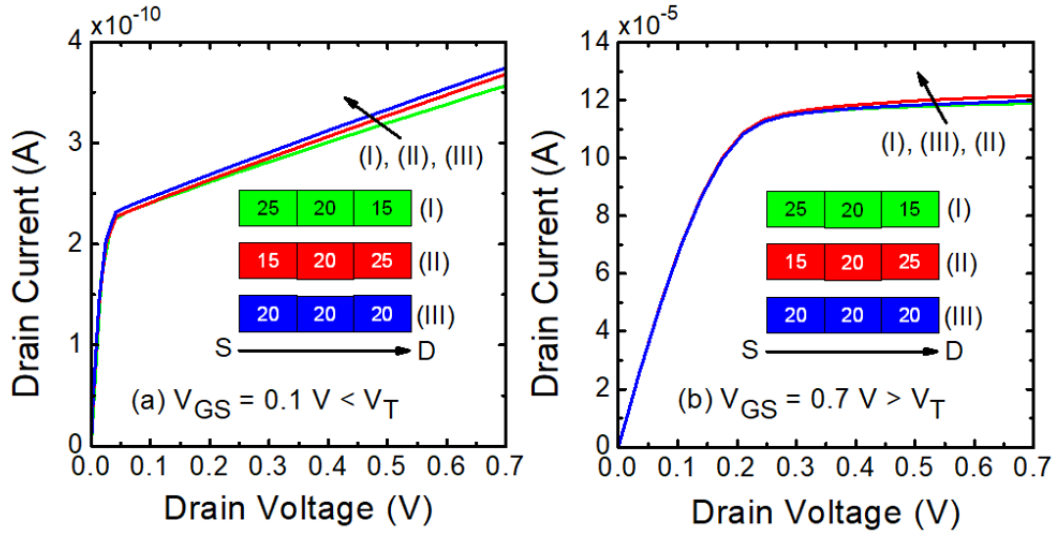 x10-10
4
3
2
1
0
Drain Current (A)
(I), (II), (III)
25 20 15 (I)
15 20 25 (II)
20 20 20 (III)
S D
(a) VGS = 0.1 V < VT
0.0 0.1 0.2 0.3 0.4 0.5 0.6 0.7
Drain Voltage (V)
x10-5
14
12
10
8
6
4
2
0
Drain Current (A)
(I), (III), (II)
25 20 15 (I)
15 20 25 (II)
20 20 20 (III)
S D
(b) VGS = 0.7 V > VT
0.0 0.1 0.2 0.3 0.4 0.5 0.6 0.7
Drain Voltage (V)